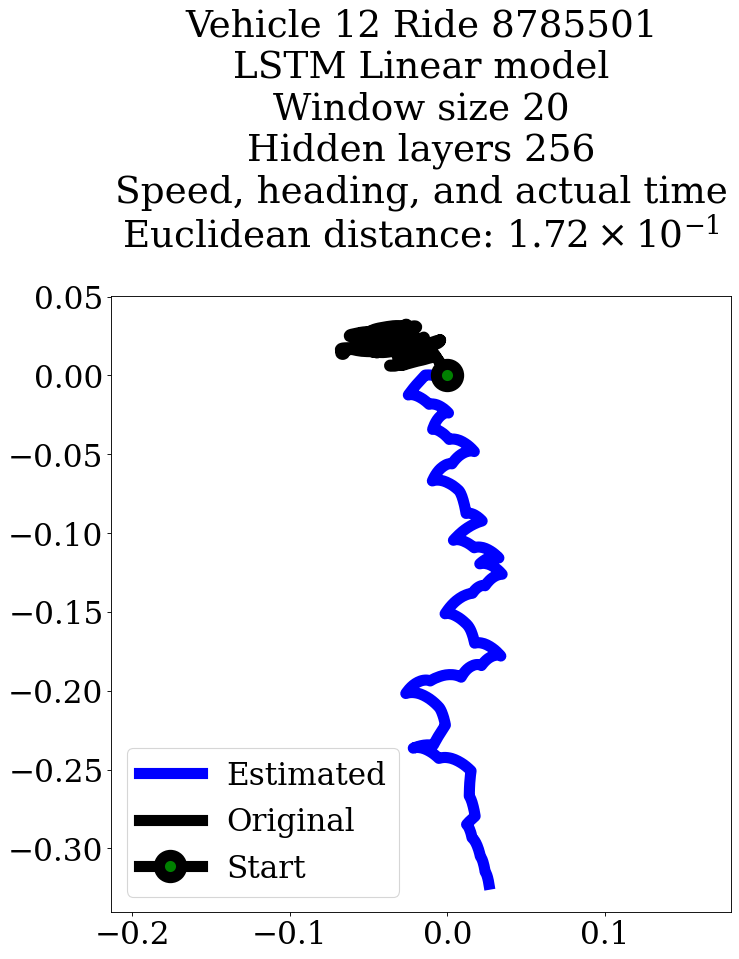 Vehicle 12 Ride 8785501
LSTM Linear model
Window size 20
Hidden layers 256
Speed, heading, and actual time
Euclidean distance: 1.72 × 10⁻¹
0.05
0.00
−0.05
−0.10
−0.15
−0.20
−0.25
−0.30
Estimated
Original
Start
−0.2 −0.1 0.0 0.1